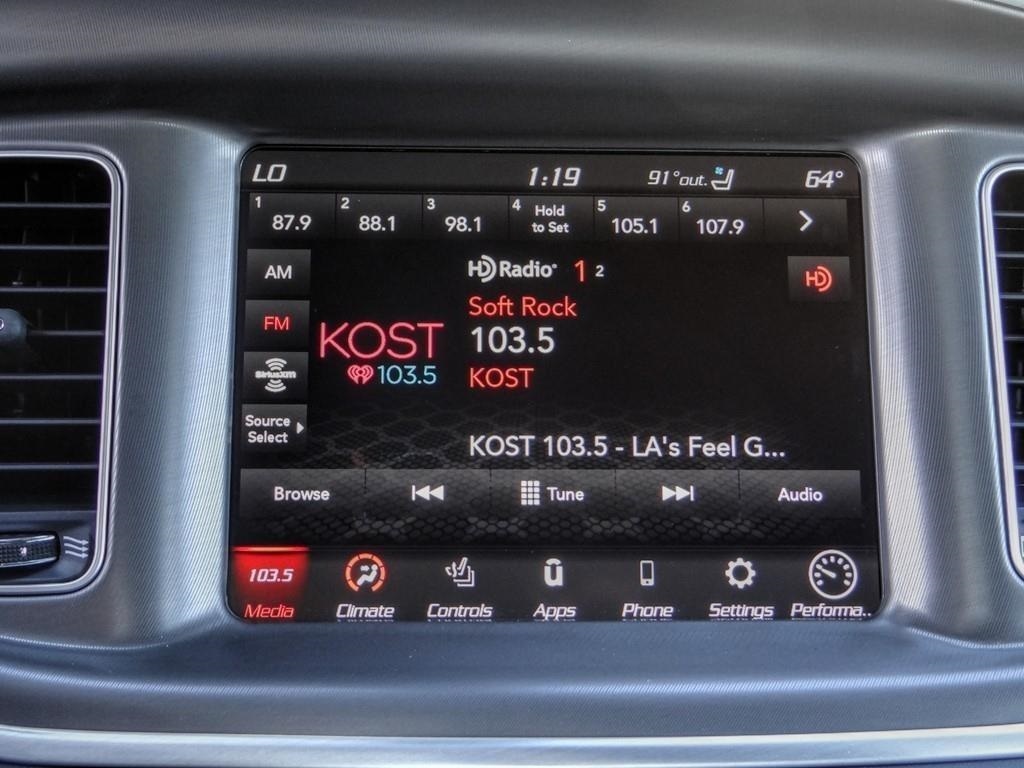 LO 1:19 91°out. 64°
1 87.9 2 88.1 3 98.1 4 Hold to Set 5 105.1 6 107.9
AM
HD Radio 1 2
HD
Soft Rock
FM
KOST
103.5
103.5
KOST
SiriusXM
Source
Select
KOST 103.5 - LA's Feel G...
Browse Tune Audio
103.5 û
Media Climate Controls Apps Phone Settings Performa..